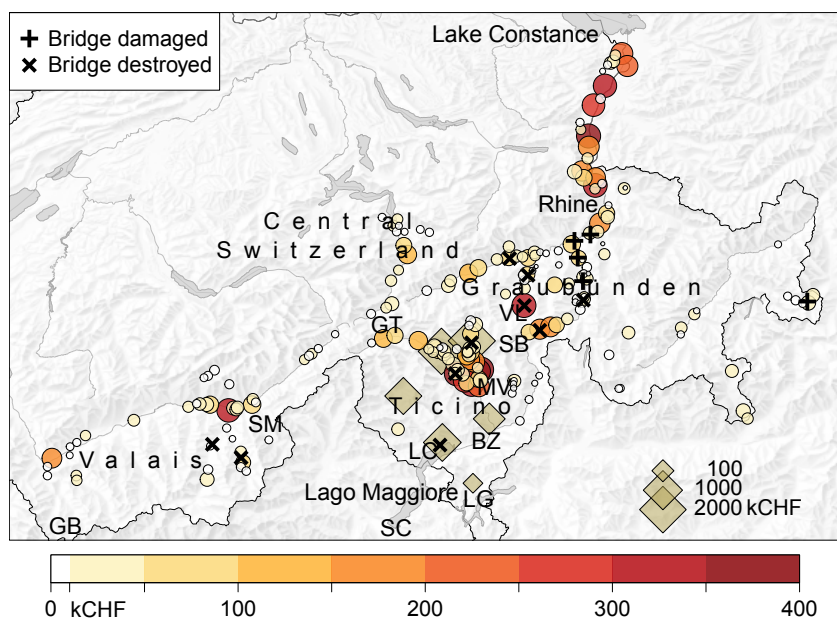 Bridge damaged
Bridge destroyed
Lake Constance
Rhine
Central
Switzerland
Graubünden
VL
GT
SB
MV
Ticino
SM
BZ
LC
Valais
Lago Maggiore
LG
GB
SC
100
1000
2000 kCHF
0 kCHF 100 200 300 400